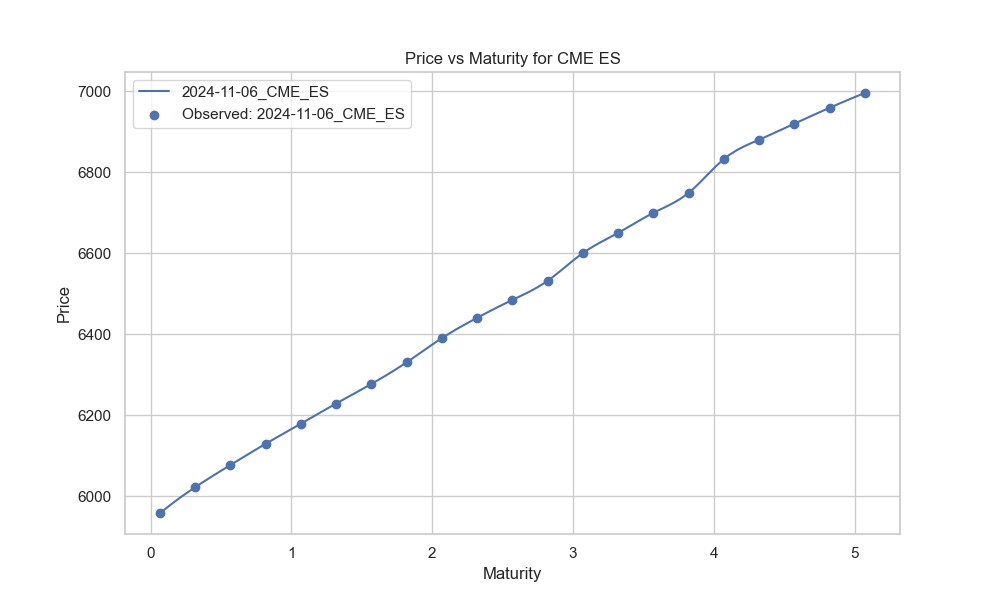 Price vs Maturity for CME ES
2024-11-06_CME_ES
Observed: 2024-11-06_CME_ES
Price
7000
6800
6600
6400
6200
6000
0 1 2 3 4 5
Maturity